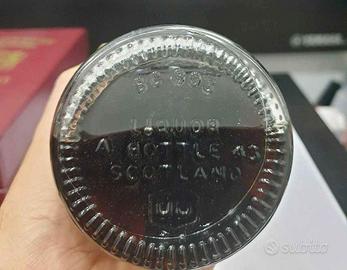 LIQUOR
A BOTTLE 43
SCOTLAND
subito